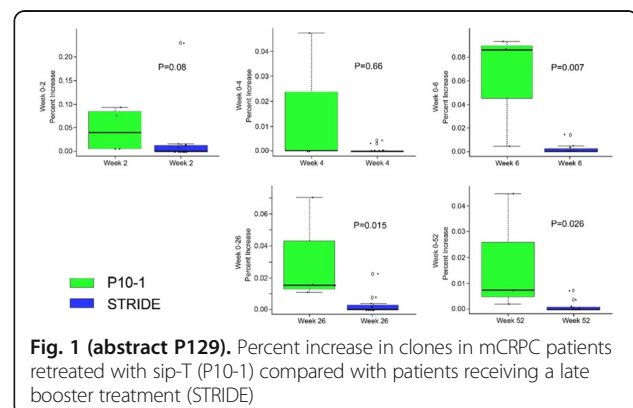 Week 0-2
Percent Increase
0.20
0.15
0.10
0.05
0.00
P=0.08
Week 2
Week 2
Week 0-4
Percent Increase
0.04
0.03
0.02
0.01
0.00
P=0.66
Week 4
Week 4
Week 0-6
Percent Increase
0.08
0.06
0.04
0.02
0.00
P=0.007
Week 6
Week 6
P10-1
STRIDE
Week 0-26
Percent Increase
0.06
0.04
0.02
0.00
P=0.015
Week 26
Week 26
Week 0-52
Percent Increase
0.04
0.03
0.02
0.01
0.00
P=0.026
Week 52
Week 52
Fig. 1 (abstract P129). Percent increase in clones in mCRPC patients
retreated with sip-T (P10-1) compared with patients receiving a late
booster treatment (STRIDE)